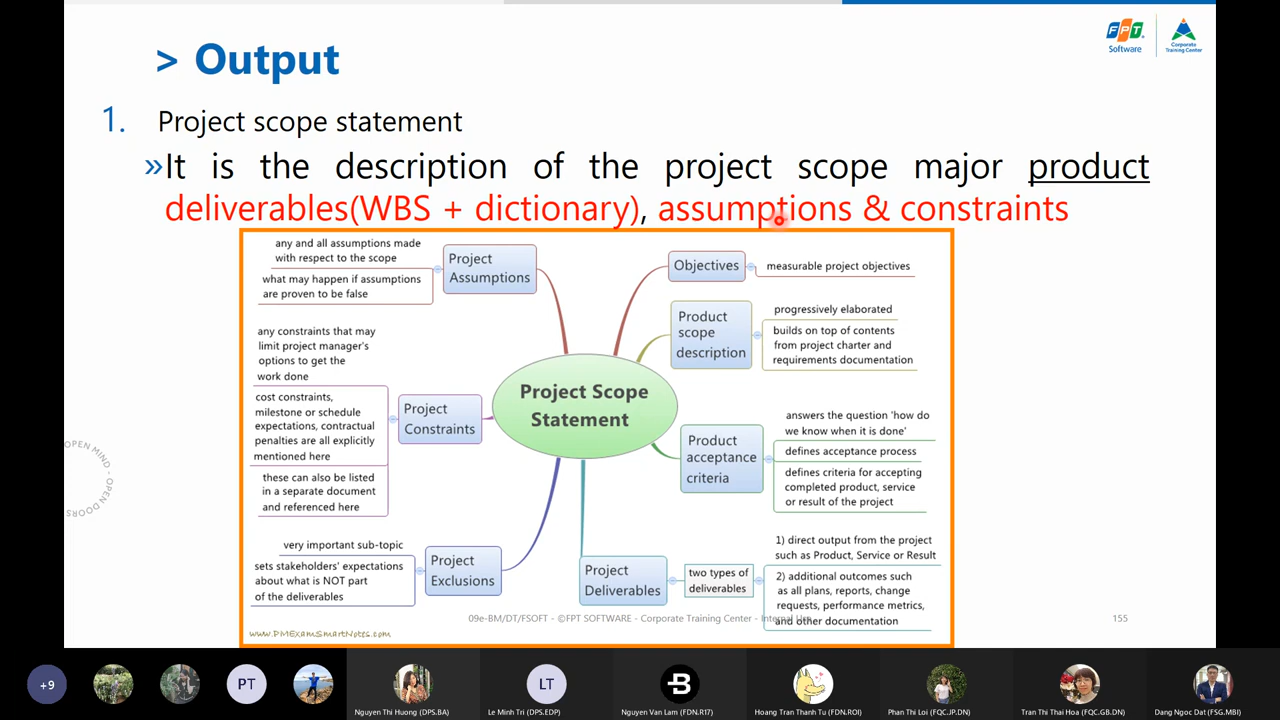 > Output
FPT
Software
Corporate
Training Center
1. Project scope statement
»It is the description of the project scope major product
deliverables(WBS + dictionary), assumptions & constraints
any and all assumptions made
with respect to the scope
what may happen if assumptions
are proven to be false
Project
Assumptions
any constraints that may
limit project manager's
options to get the
work done
cost constraints,
milestone or schedule
expectations, contractual
penalties are all explicitly
mentioned here
these can also be listed
in a separate document
and referenced here
Project
Constraints
very important sub-topic
sets stakeholders' expectations
about what is NOT part
of the deliverables
Project
Exclusions
Project Scope
Statement
Objectives
measurable project objectives
Product
scope
description
progressively elaborated
builds on top of contents
from project charter and
requirements documentation
Product
acceptance
criteria
answers the question 'how do
we know when it is done'
defines acceptance process
defines criteria for accepting
completed product, service
or result of the project
Project
Deliverables
two types of
deliverables
1) direct output from the project
such as Product, Service or Result
2) additional outcomes such
as all plans, reports, change
requests, performance metrics,
and other documentation
www.PMExamSmartNotes.com
OPEN MIND - OPEN DOORS
09e-BM/DT/FSOFT - ©FPT SOFTWARE - Corporate Training Center - Internal Use
155
+9
PT
Nguyen Thi Huong (DPS.BA)
LT
Le Minh Tri (DPS.EDP)
Nguyen Van Lam (FDN.R17)
Hoang Tran Thanh Tu (FDN.ROI)
Phan Thi Loi (FQC.JP.DN)
Tran Thi Thai Hoa (FQC.GB.DN)
Dang Ngoc Dat (FSG.MBI)